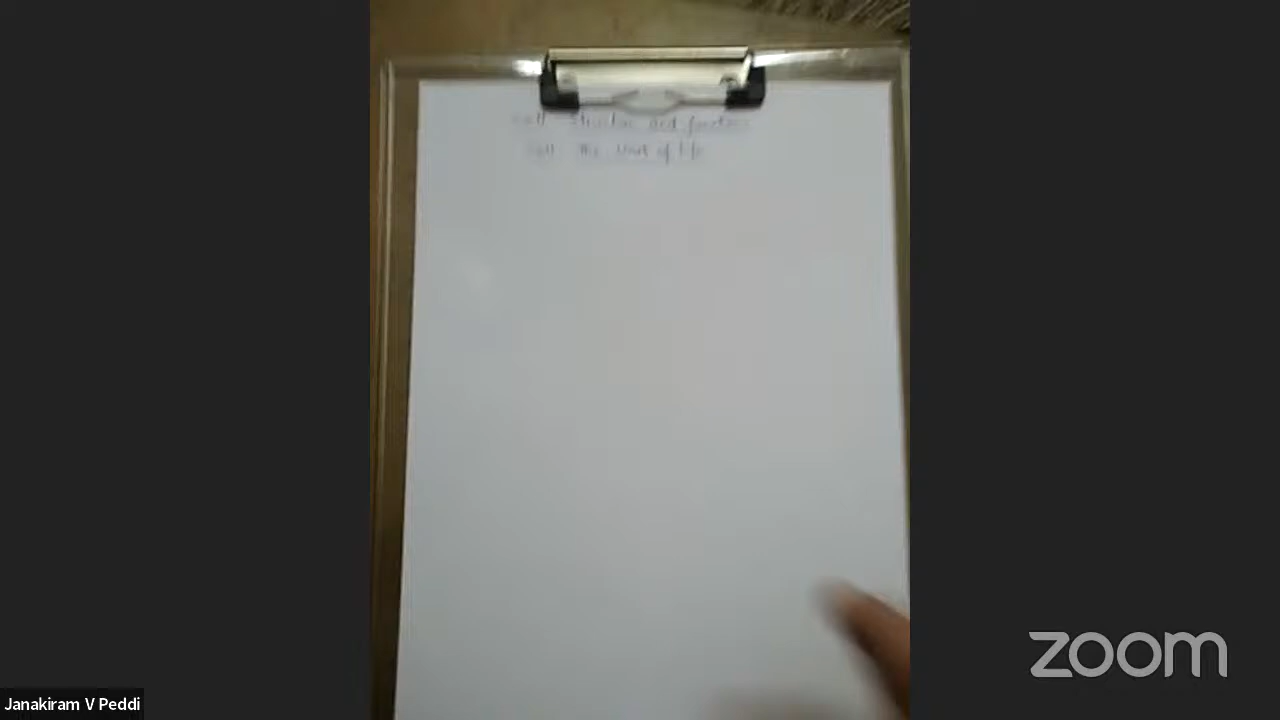 cell structure and function
cell the unit of life
zoom
Janakiram V Peddi